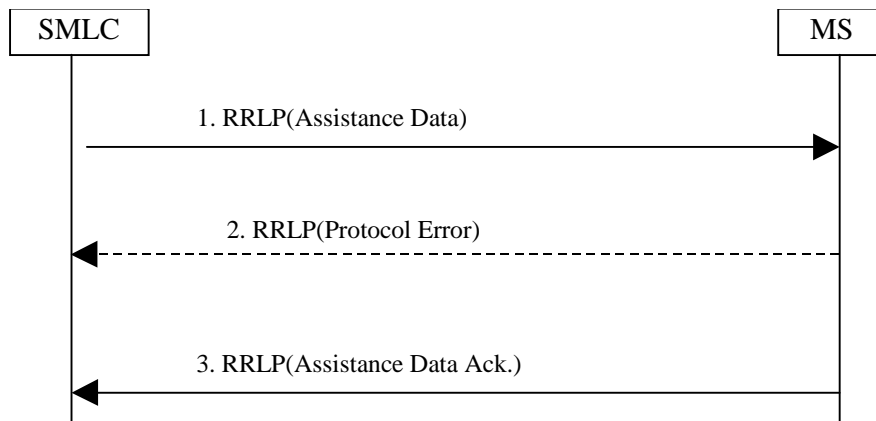 SMLC
MS
1. RRLP(Assistance Data)
2. RRLP(Protocol Error)
3. RRLP(Assistance Data Ack.)